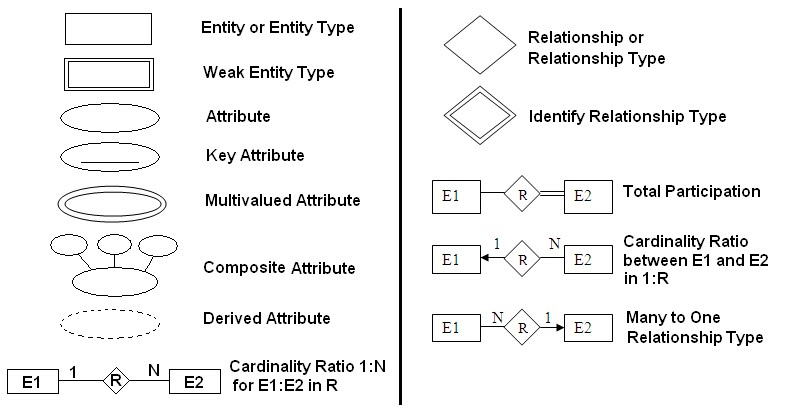 Entity or Entity Type
Weak Entity Type
Attribute
Key Attribute
Multivalued Attribute
Composite Attribute
Derived Attribute
E1 1 R N E2
Cardinality Ratio 1:N
for E1:E2 in R
Relationship or
Relationship Type
Identify Relationship Type
E1 R E2
Total Participation
E1 1 R N E2
Cardinality Ratio
between E1 and E2
in 1:R
E1 N R 1 E2
Many to One
Relationship Type